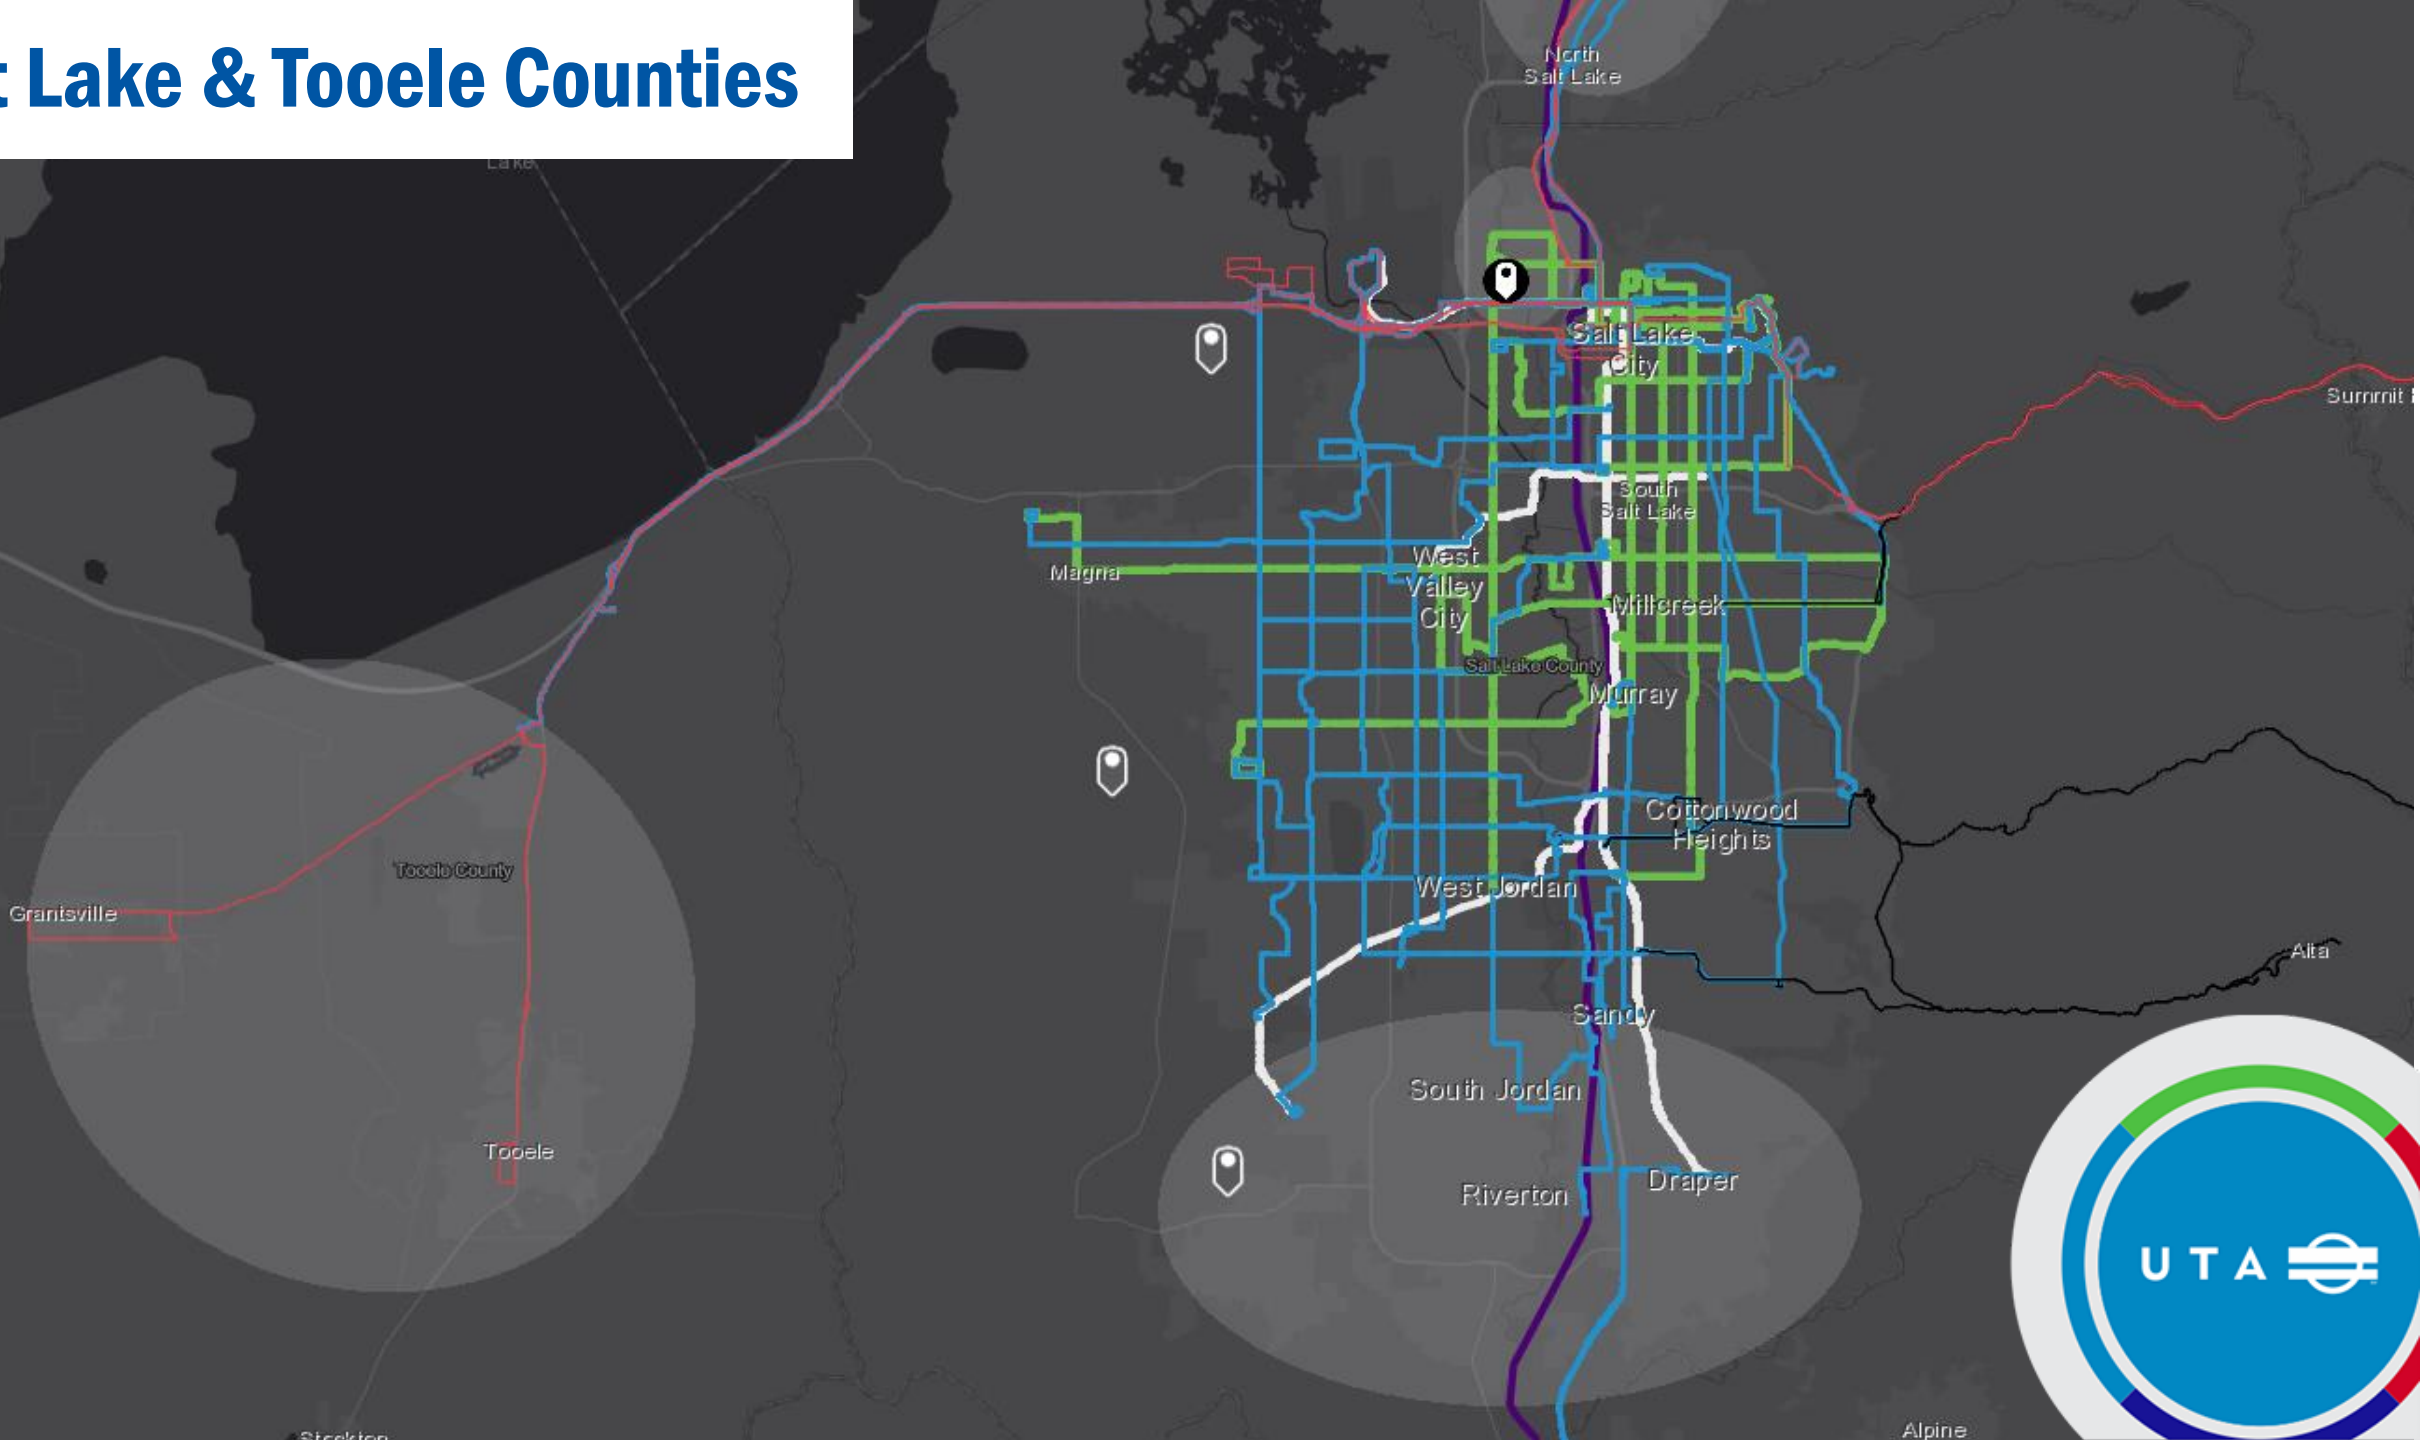 t Lake & Tooele Counties
Lake
North
Salt Lake
Salt Lake
City
Summit
South
Salt Lake
West
Valley
City
Magna
Millcreek
Salt Lake County
Murray
Cottonwood
Heights
Tooele County
West Jordan
Grantsville
Alta
Sandy
South Jordan
Tooele
Draper
Riverton
UTA
Alpine
Stockton